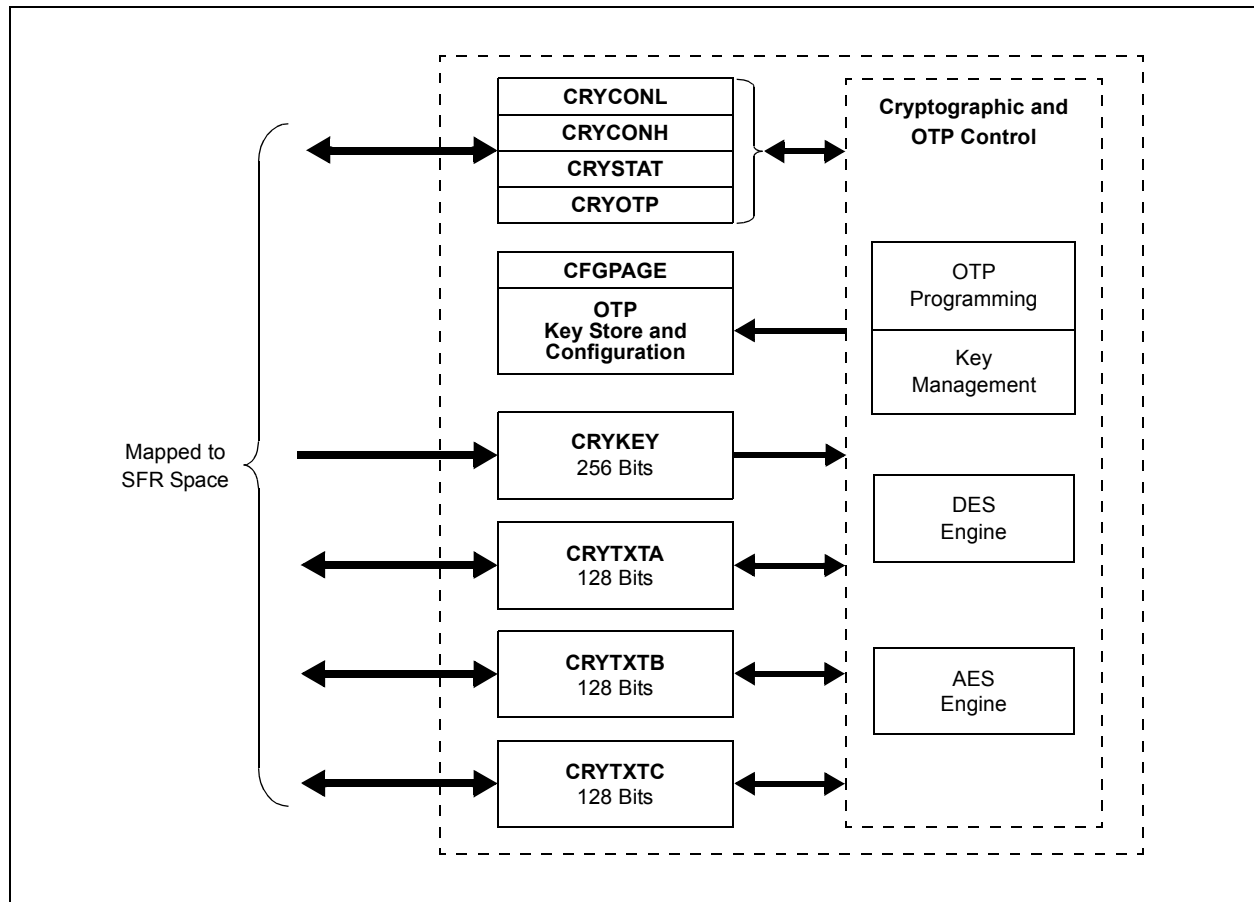 CRYCONL
CRYCONH
CRYSTAT
CRYOTP
Cryptographic and
OTP Control
CFGPAGE
OTP
Key Store and
Configuration
OTP
Programming
Key
Management
Mapped to
SFR Space
CRYKEY
256 Bits
DES
Engine
CRYTXTA
128 Bits
CRYTXTB
128 Bits
AES
Engine
CRYTXTC
128 Bits